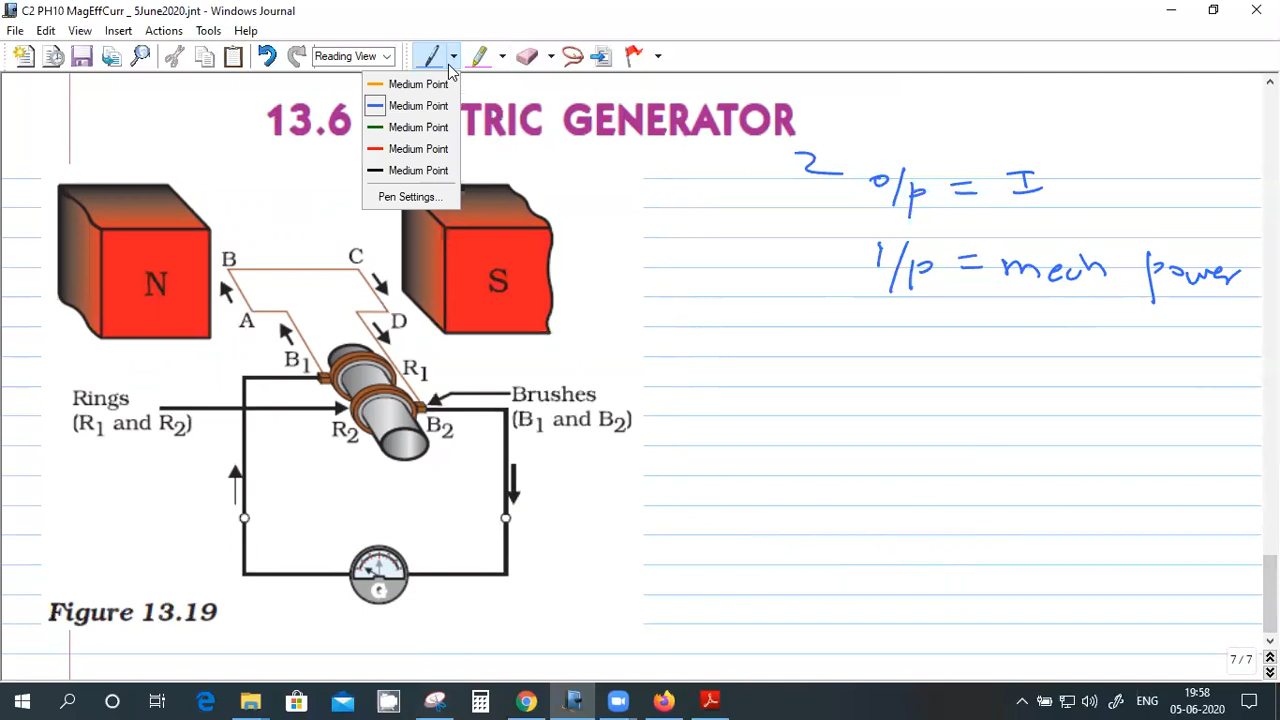 C2 PH10 MagEffCurr _ 5June2020.jnt - Windows Journal
File Edit View Insert Actions Tools Help
Reading View
Medium Point
Medium Point
Medium Point
Medium Point
Medium Point
Pen Settings...
13.6 TRIC GENERATOR
2
o/p = I
i/p = mech power
N
S
B
C
A
D
B1
R1
Rings
(R1 and R2)
Brushes
(B1 and B2)
R2
B2
G
Figure 13.19
7 / 7
ENG
19:58
05-06-2020